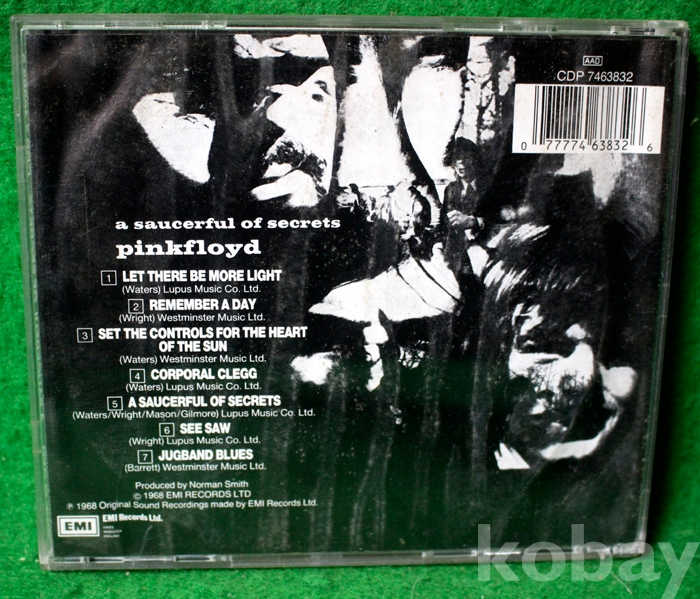 AAD
CDP 7463832
0 77774 63832 6
a saucerful of secrets
pinkfloyd
1 LET THERE BE MORE LIGHT
(Waters) Lupus Music Co. Ltd.
2 REMEMBER A DAY
(Wright) Westminster Music Ltd.
3 SET THE CONTROLS FOR THE HEART
OF THE SUN
(Waters) Westminster Music Ltd.
4 CORPORAL CLEGG
(Waters) Lupus Music Co. Ltd.
5 A SAUCERFUL OF SECRETS
(Waters/Wright/Mason/Gilmore) Lupus Music Co. Ltd.
6 SEE SAW
(Wright) Lupus Music Co. Ltd.
7 JUGBAND BLUES
(Barrett) Westminster Music Ltd.
Produced by Norman Smith
© 1968 EMI RECORDS LTD
℗ 1968 Original Sound Recordings made by EMI Records Ltd.
EMI EMI Records Ltd.
kobay